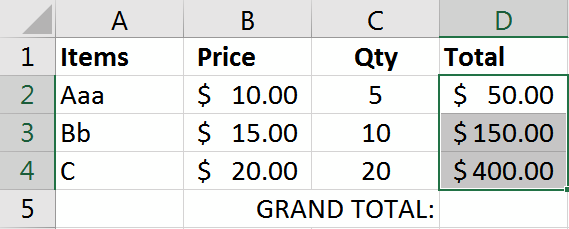 A B C D
1 Items Price Qty Total
2 Aaa $ 10.00 5 $ 50.00
3 Bb $ 15.00 10 $ 150.00
4 C $ 20.00 20 $ 400.00
5 GRAND TOTAL: